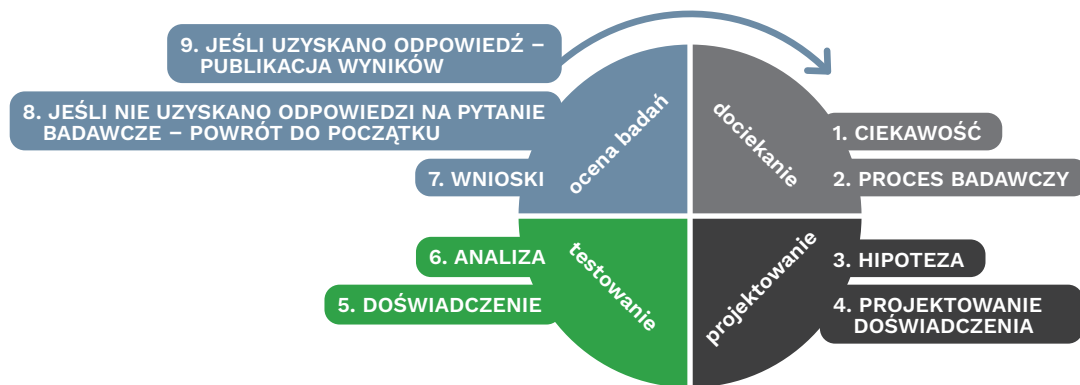 9. JEŚLI UZYSKANO ODPOWIEDŹ –
PUBLIKACJA WYNIKÓW
8. JEŚLI NIE UZYSKANO ODPOWIEDZI NA PYTANIE
BADAWCZE – POWRÓT DO POCZĄTKU
7. WNIOSKI
ocena badań
dociekanie
1. CIEKAWOŚĆ
2. PROCES BADAWCZY
6. ANALIZA
5. DOŚWIADCZENIE
testowanie
projektowanie
3. HIPOTEZA
4. PROJEKTOWANIE
DOŚWIADCZENIA